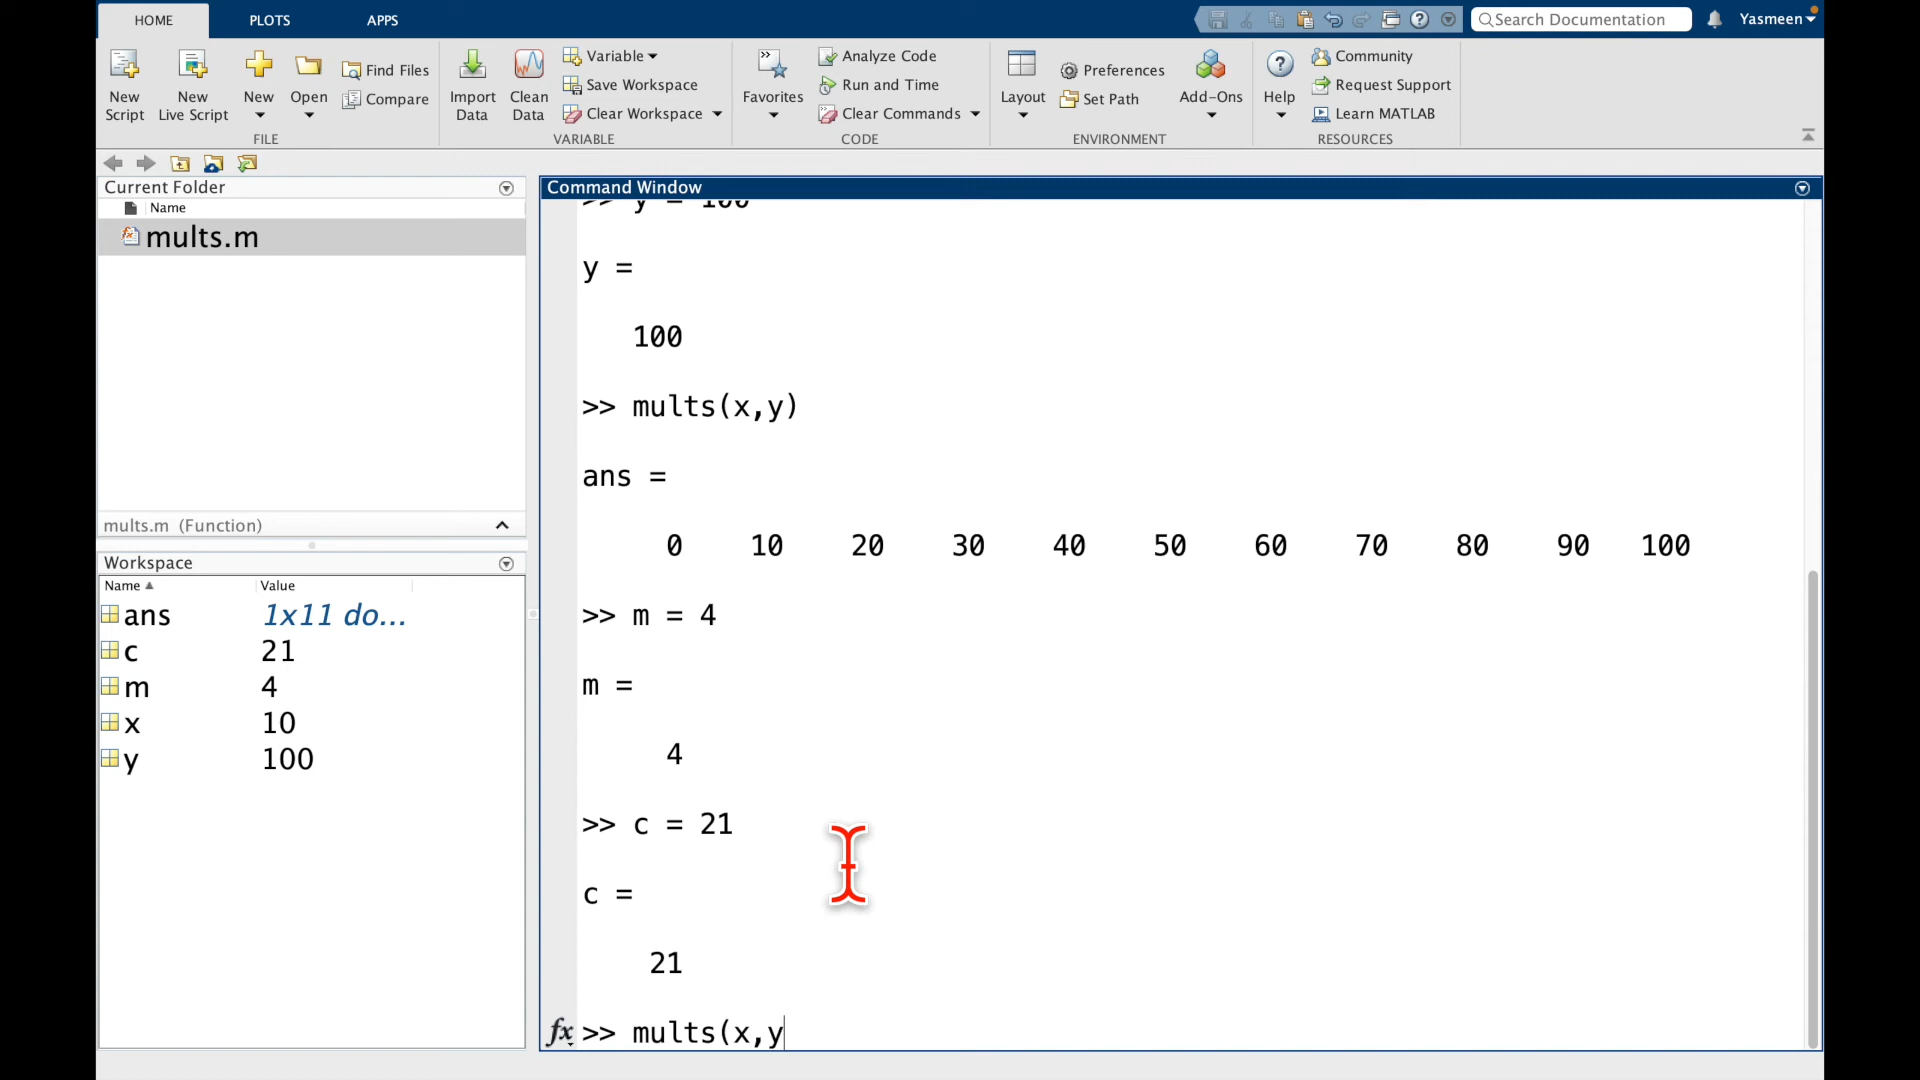 HOME PLOTS APPS
Search Documentation Yasmeen
New Script
New Live Script
New
Open
Find Files
Compare
FILE
Import Data
Clean Data
Variable
Save Workspace
Clear Workspace
VARIABLE
Favorites
Analyze Code
Run and Time
Clear Commands
CODE
Layout
Preferences
Set Path
Add-Ons
ENVIRONMENT
Help
Community
Request Support
Learn MATLAB
RESOURCES
Current Folder
Name
mults.m
mults.m (Function)
Workspace
Name Value
ans 1x11 do...
c 21
m 4
x 10
y 100
Command Window
>> y = 100
y =
100
>> mults(x,y)
ans =
0 10 20 30 40 50 60 70 80 90 100
>> m = 4
m =
4
>> c = 21
c =
21
fx >> mults(x,y